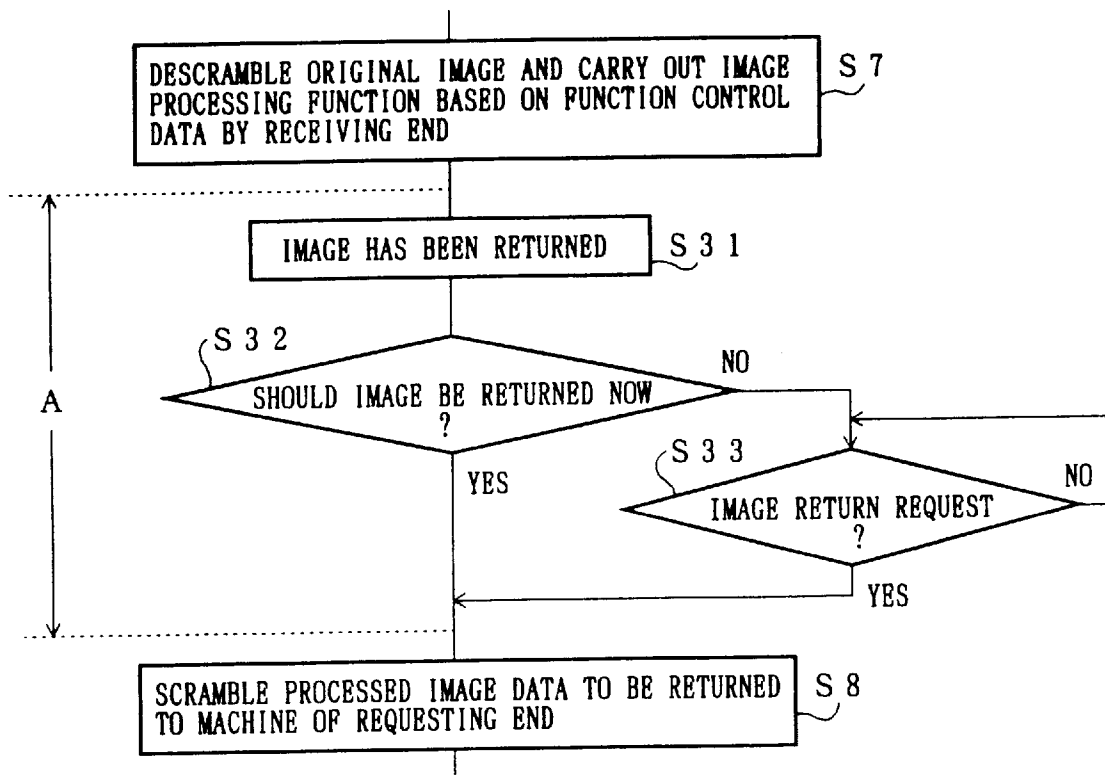 DESCRAMBLE ORIGINAL IMAGE AND CARRY OUT IMAGE
PROCESSING FUNCTION BASED ON FUNCTION CONTROL
DATA BY RECEIVING END
S 7
IMAGE HAS BEEN RETURNED
S 3 1
S 3 2
NO
SHOULD IMAGE BE RETURNED NOW
?
A
YES
S 3 3
NO
IMAGE RETURN REQUEST
?
YES
SCRAMBLE PROCESSED IMAGE DATA TO BE RETURNED
TO MACHINE OF REQUESTING END
S 8